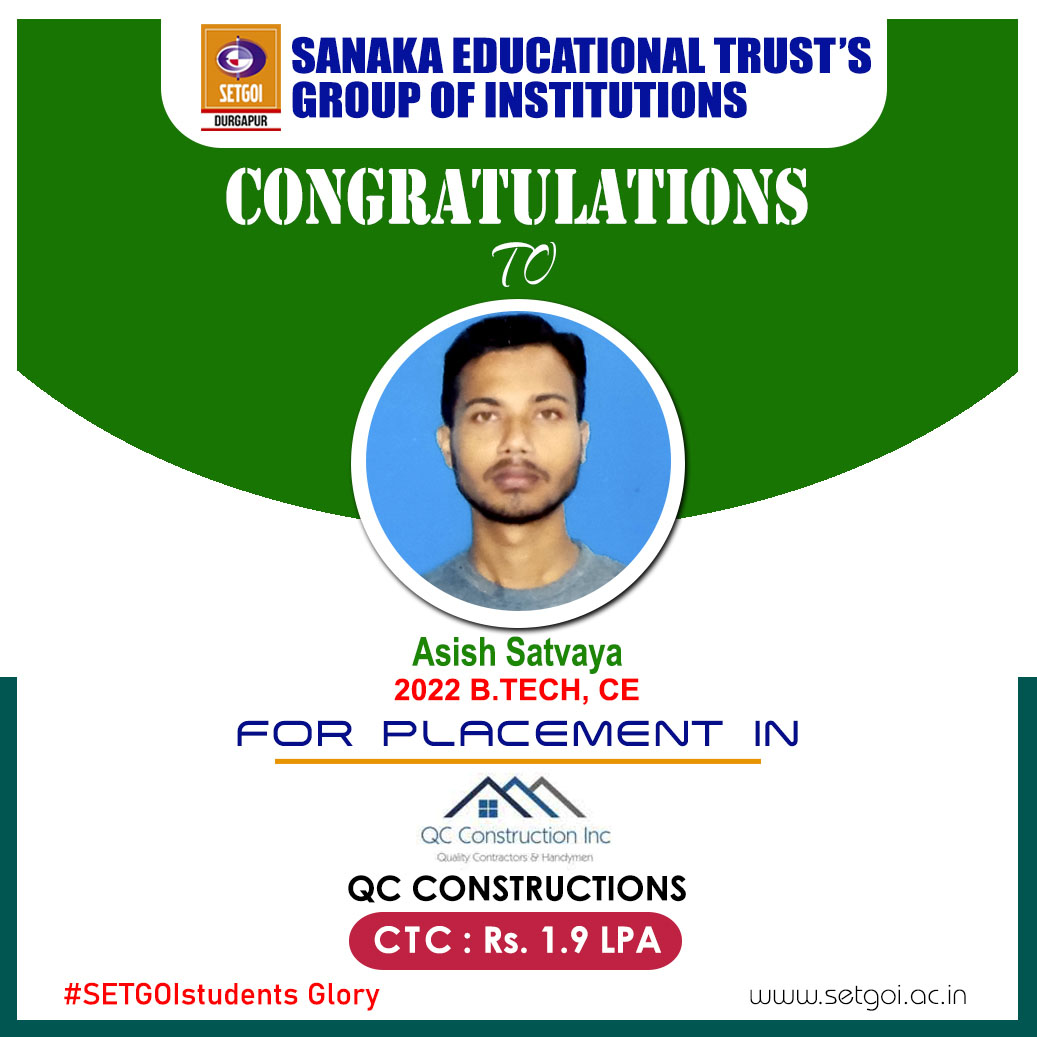 SETGOI
DURGAPUR
SANAKA EDUCATIONAL TRUST'S
GROUP OF INSTITUTIONS
CONGRATULATIONS
TO
Asish Satvaya
2022 B.TECH, CE
FOR PLACEMENT IN
QC Construction Inc
Quality Contractors & Handymen
QC CONSTRUCTIONS
CTC : Rs. 1.9 LPA
#SETGOIstudents Glory
www.setgoi.ac.in